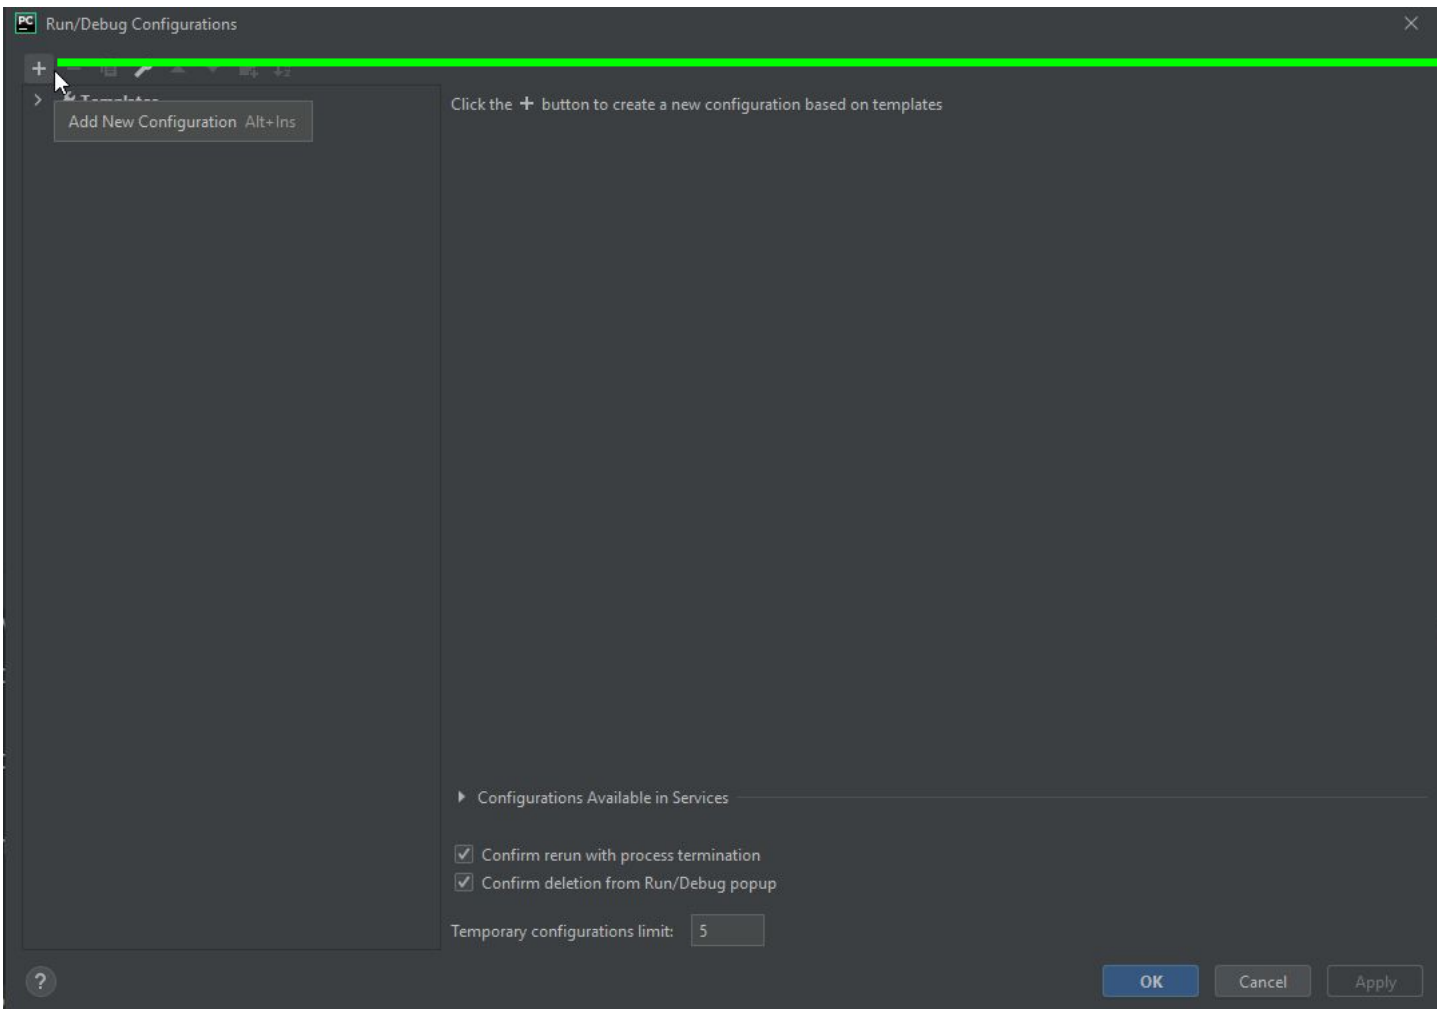 PC Run/Debug Configurations
Templates
Add New Configuration Alt+Ins
Click the + button to create a new configuration based on templates
Configurations Available in Services
Confirm rerun with process termination
Confirm deletion from Run/Debug popup
Temporary configurations limit: 5
? OK Cancel Apply